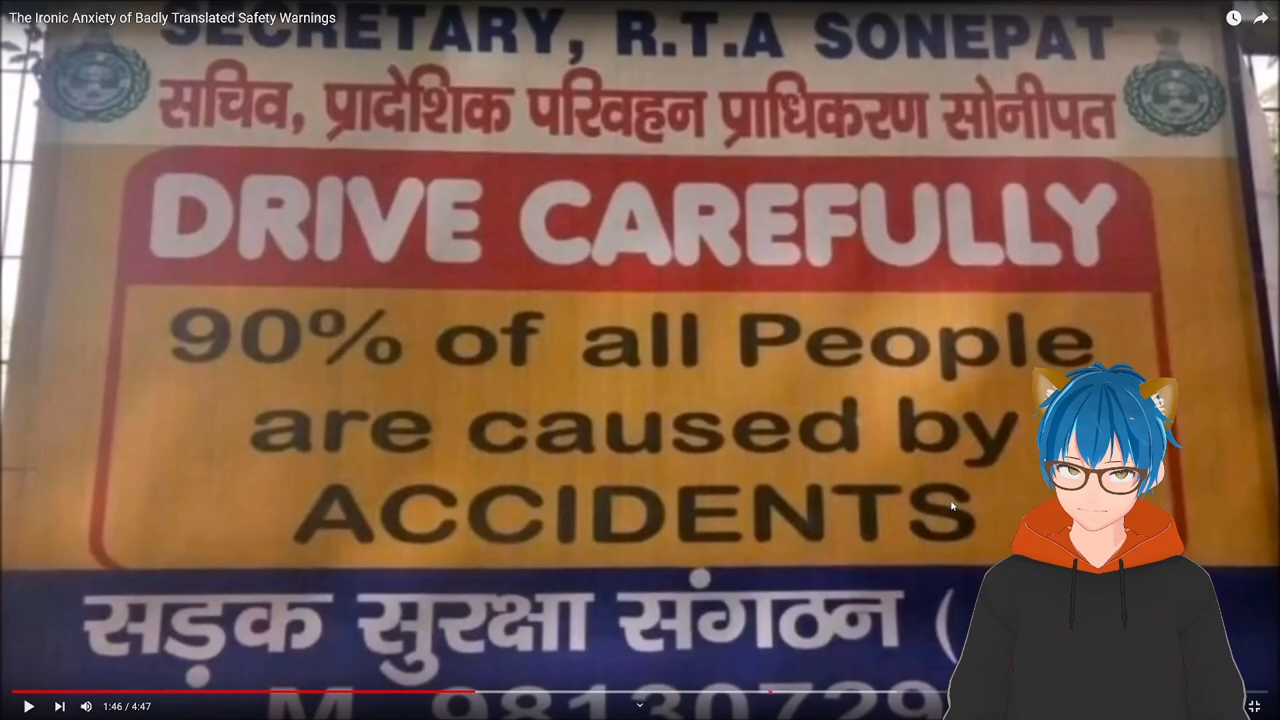 The Ironic Anxiety of Badly Translated Safety Warnings
SECRETARY, R.T.A SONEPAT
सचिव, प्रादेशिक परिवहन प्राधिकरण सोनीपत
DRIVE CAREFULLY
90% of all People
are caused by
ACCIDENTS
सड़क सुरक्षा संगठन (
M. 98130729
1:46 / 4:47